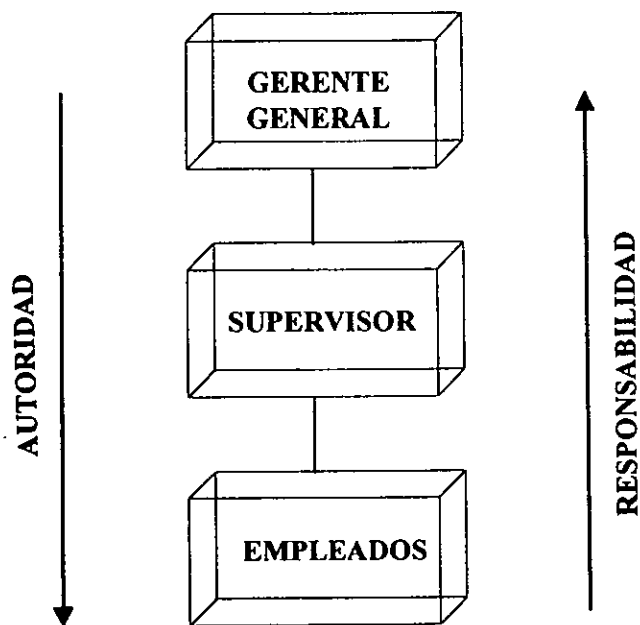 GERENTE
GENERAL
SUPERVISOR
EMPLEADOS
AUTORIDAD
RESPONSABILIDAD